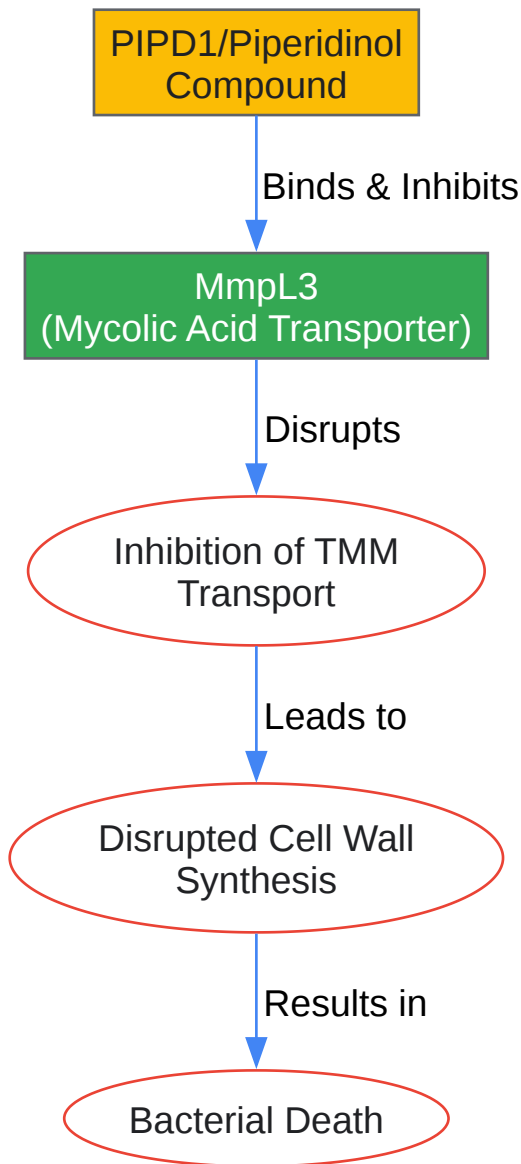 PIPD1/Piperidinol
Compound
Binds & Inhibits
MmpL3
(Mycolic Acid Transporter)
Disrupts
Inhibition of TMM
Transport
Leads to
Disrupted Cell Wall
Synthesis
Results in
Bacterial Death